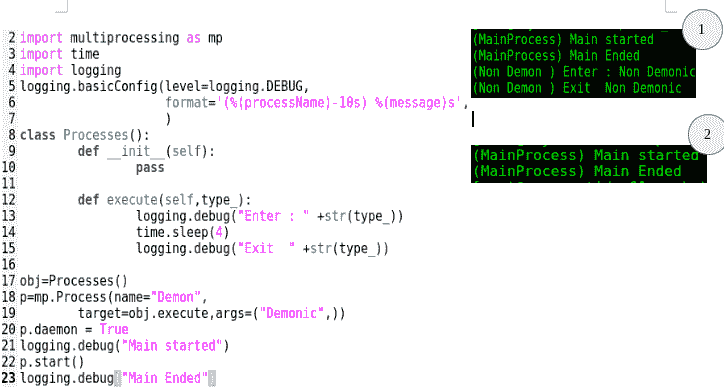 2 import multiprocessing as mp
3 import time
4 import logging
5 logging.basicConfig(level=logging.DEBUG,
6 format='(%(processName)-10s) %(message)s',
7 )
8 class Processes():
9 def __init__(self):
10 pass
11
12 def execute(self,type_):
13 logging.debug("Enter : " +str(type_))
14 time.sleep(4)
15 logging.debug("Exit  " +str(type_))
16
17 obj=Processes()
18 p=mp.Process(name="Demon",
19 target=obj.execute,args=("Demonic",))
20 p.daemon = True
21 logging.debug("Main started")
22 p.start()
23 logging.debug("Main Ended")
1
(MainProcess) Main started
(MainProcess) Main Ended
(Non Demon ) Enter : Non Demonic
(Non Demon ) Exit  Non Demonic
2
(MainProcess) Main started
(MainProcess) Main Ended